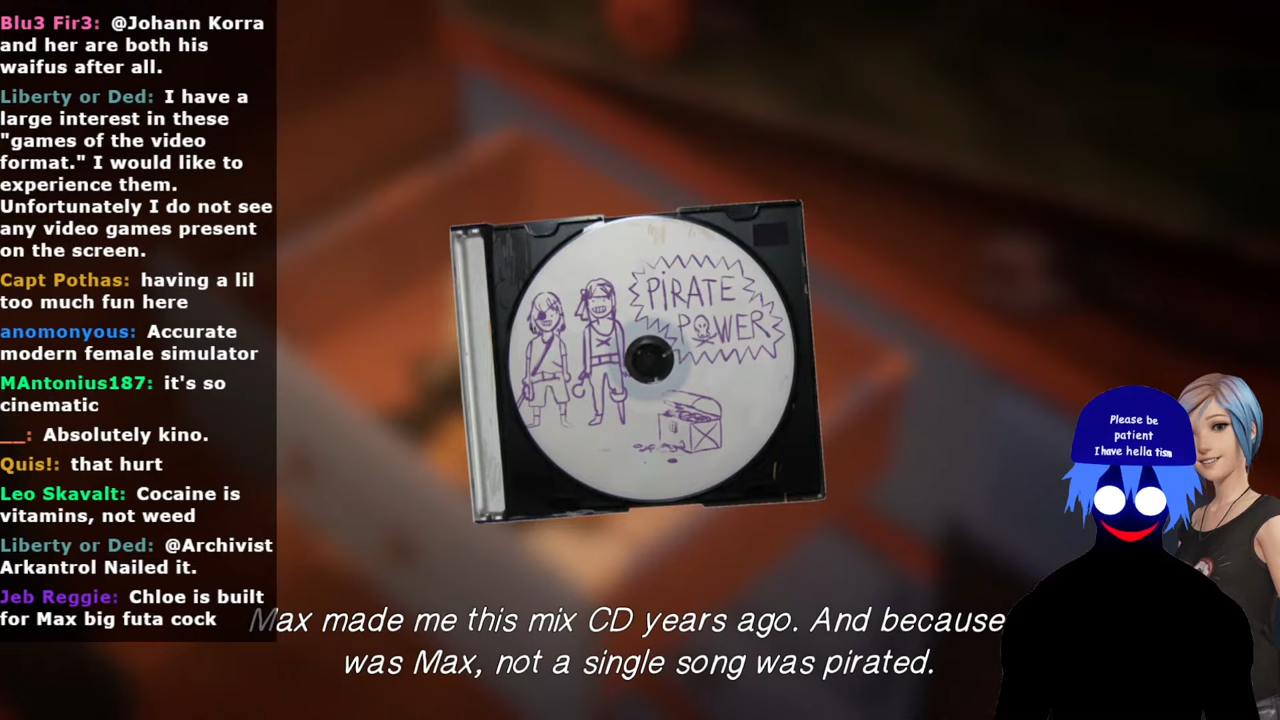 Blu3 Fir3: @Johann Korra
and her are both his
waifus after all.
Liberty or Ded: I have a
large interest in these
"games of the video
format." I would like to
experience them.
Unfortunately I do not see
any video games present
on the screen.
Capt Pothas: having a lil
too much fun here
anomonyous: Accurate
modern female simulator
MAntonius187: it's so
cinematic
__: Absolutely kino.
Quis!: that hurt
Leo Skavalt: Cocaine is
vitamins, not weed
Liberty or Ded: @Archivist
Arkantrol Nailed it.
Jeb Reggie: Chloe is built
for Max big futa cock
PIRATE
POWER
Please be
patient
I have hella tism
Max made me this mix CD years ago. And because
was Max, not a single song was pirated.